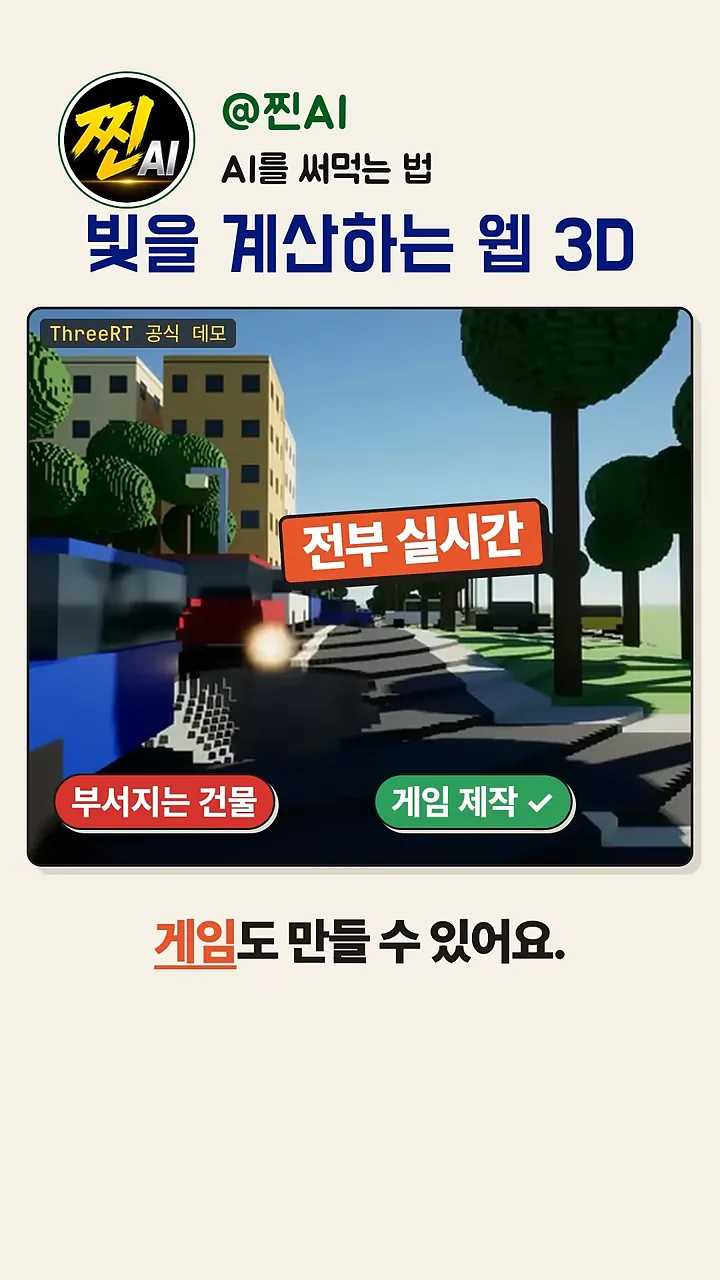 찐AI
@찐AI
AI를 써먹는 법
빛을 계산하는 웹 3D
ThreeRT 공식 데모
전부 실시간
부서지는 건물
게임 제작 ✓
게임도 만들 수 있어요.